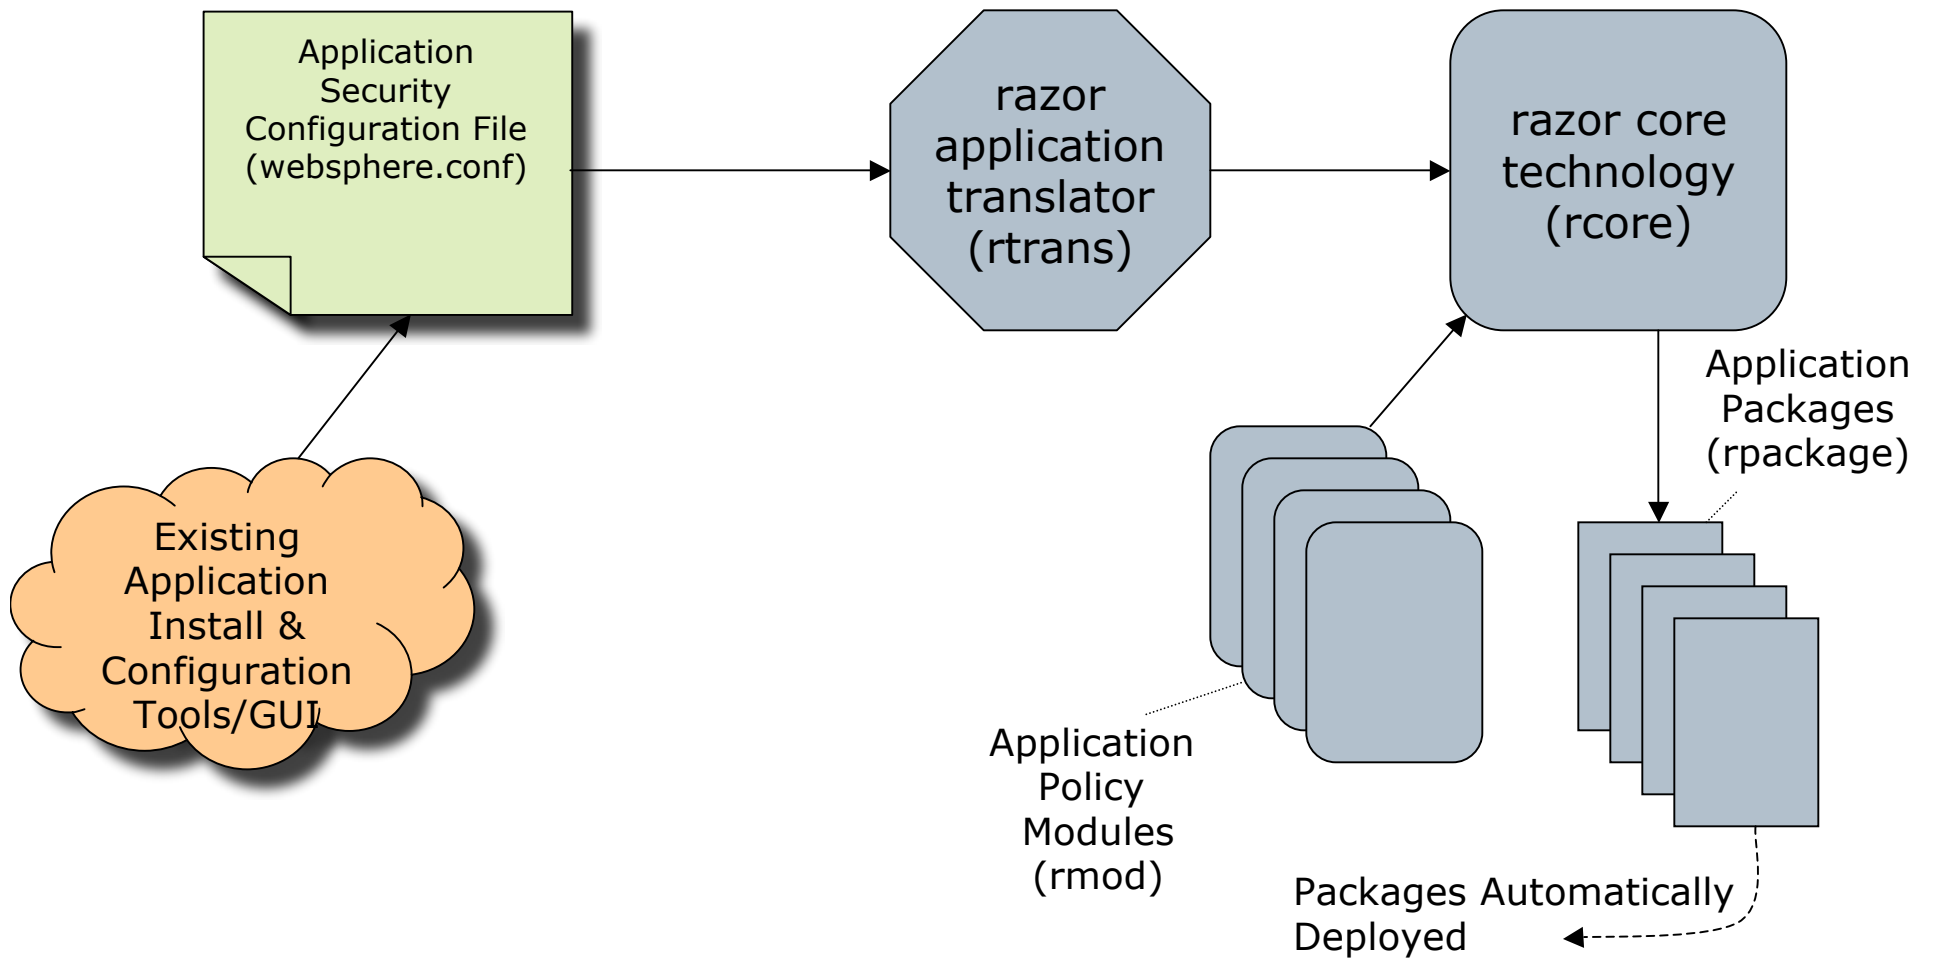 Application
Security
Configuration File
(websphere.conf)
razor
application
translator
(rtrans)
razor core
technology
(rcore)
Application
Packages
(rpackage)
Existing
Application
Install &
Configuration
Tools/GUI
Application
Policy
Modules
(rmod)
Packages Automatically
Deployed